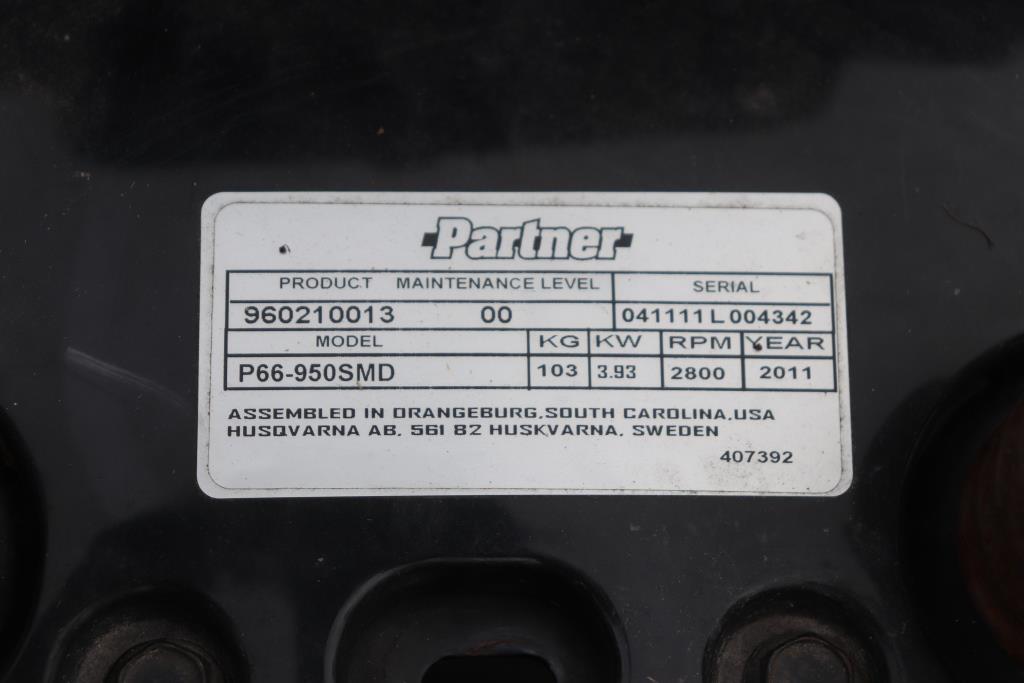 Partner
PRODUCT MAINTENANCE LEVEL SERIAL
960210013 00 041111L004342
MODEL KG KW RPM YEAR
P66-950SMD 103 3.93 2800 2011
ASSEMBLED IN ORANGEBURG,SOUTH CAROLINA,USA
HUSQVARNA AB, 561 82 HUSKVARNA, SWEDEN
407392